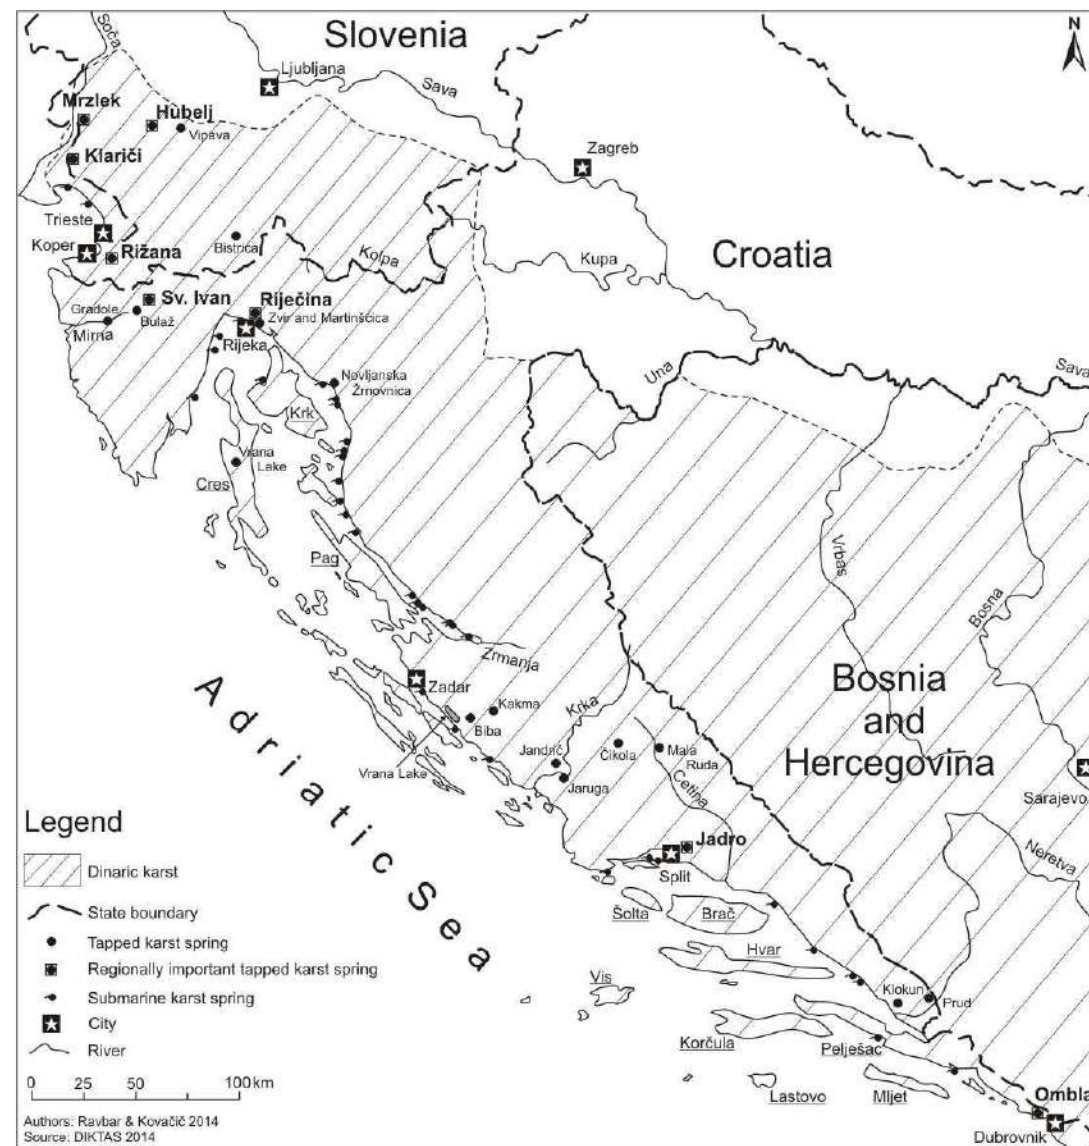 Soča
Slovenia
N
Ljubljana
Sava
Mrzlek
Hubelj
Vipava
Zagreb
Klariči
Trieste
Koper
Rižana
Bistrica
Kolpa
Kupa
Croatia
Sv. Ivan
Gradole
Bulaž
Mirna
Riječina
Zvir and Martinšcica
Rijeka
Una
Sava
Novljanska
Žrnovnica
Krk
Vrana
Lake
Cres
Pag
Vrbas
Bosna
Zrmanja
Zadar
Kakma
Biba
Vrana Lake
Krka
Jandrić
Jaruga
Čikola
Mala
Ruda
Cetina
Bosnia
and
Hercegovina
Sarajevo
Neretva
Adriatic Sea
Jadro
Split
Šolta
Brač
Hvar
Vis
Klokun
Prud
Korčula
Pelješac
Lastovo
Mljet
Ombla
Dubrovnik
Legend
Dinaric karst
State boundary
Tapped karst spring
Regionally important tapped karst spring
Submarine karst spring
City
River
0 25 50 100 km
Authors: Ravbar & Kovačič 2014
Source: DIKTAS 2014